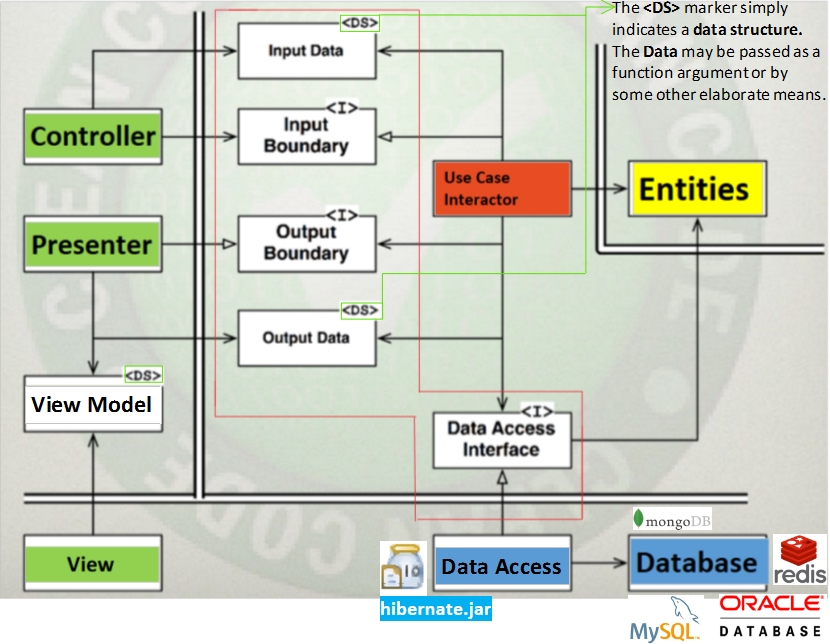 The <DS> marker simply
indicates a data structure.
The Data may be passed as a
function argument or by
some other elaborate means.
<DS>
Input Data
<I>
Controller
Input
Boundary
Use Case
Interactor
Entities
<I>
Presenter
Output
Boundary
<DS>
Output Data
<DS>
View Model
<I>
Data Access
Interface
mongoDB
View
Data Access
Database
redis
hibernate.jar
MySQL
ORACLE
DATABASE